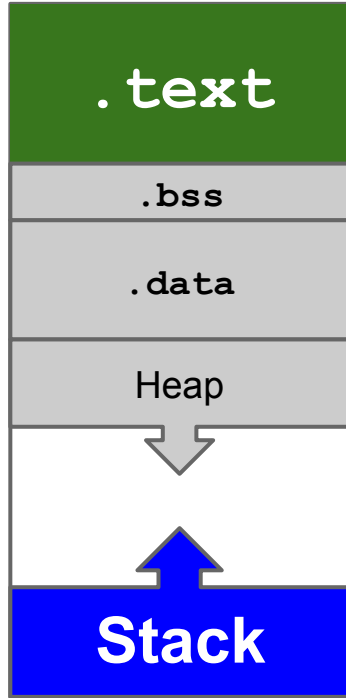 .text
.bss
.data
Heap
Stack